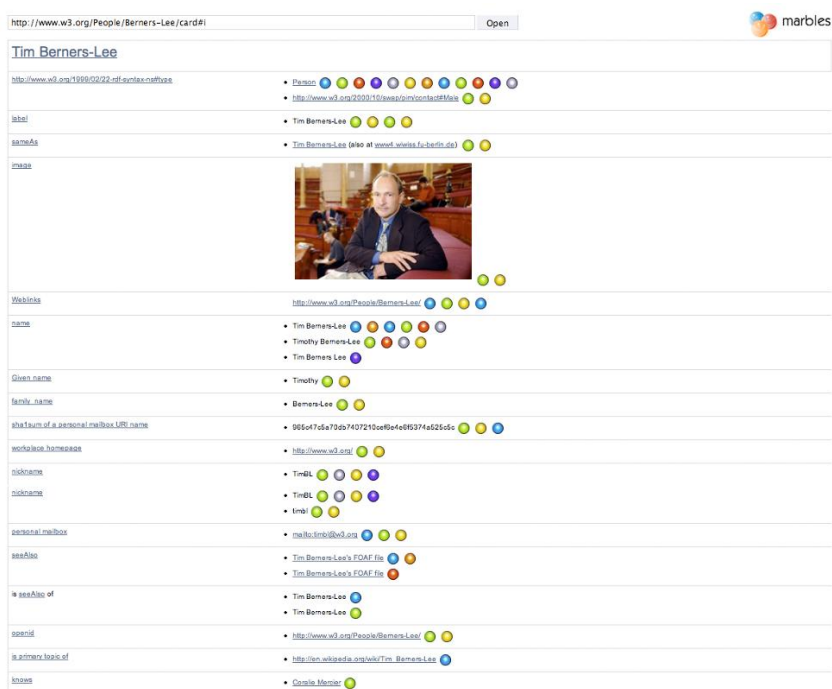 http://www.w3.org/People/Berners-Lee/card#i Open marbles
Tim Berners-Lee
http://www.w3.org/1999/02/22-rdf-syntax-ns#type • Person
• http://www.w3.org/2000/10/swap/pim/contact#Male
label • Tim Berners-Lee
sameAs • Tim Berners-Lee (also at www4.wiwiss.fu-berlin.de)
image
Weblinks http://www.w3.org/People/Berners-Lee/
name • Tim Berners-Lee
• Timothy Berners-Lee
• Tim Berners Lee
Given name • Timothy
family_name • Berners-Lee
sha1sum of a personal mailbox URI name • 965c47c5a70db7407210cef6e4e6f5374a525c5c
workplace homepage • http://www.w3.org/
nickname • TimBL
nickname • TimBL
• timbl
personal mailbox • mailto:timbl@w3.org
seeAlso • Tim Berners-Lee's FOAF file
• Tim Berners-Lee's FOAF file
is seeAlso of • Tim Berners-Lee
• Tim Berners-Lee
openid • http://www.w3.org/People/Berners-Lee/
is primary topic of • http://en.wikipedia.org/wiki/Tim_Berners-Lee
knows • Coralie Mercier